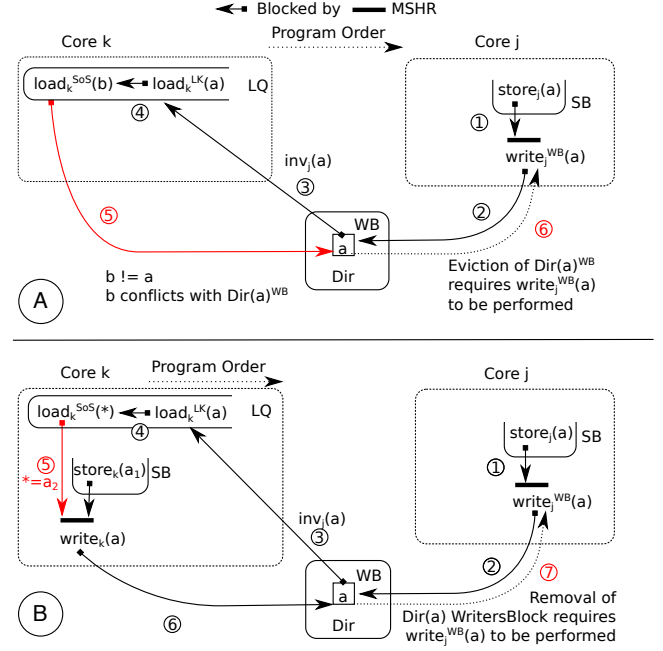 Blocked by MSHR
Core k Program Order Core j
load_k^SoS(b) load_k^LK(a) LQ
④
store_j(a)
① SB
write_j^WB(a)
inv_j(a)
③
②
⑤
⑥
WB
a
Dir
b != a
b conflicts with Dir(a)^WB
Eviction of Dir(a)^WB
requires write_j^WB(a)
to be performed
A
Core k Program Order Core j
load_k^SoS(*) load_k^LK(a) LQ
④
⑤
*=a₂
store_k(a₁) SB
write_k(a)
store_j(a)
① SB
write_j^WB(a)
inv_j(a)
③
②
⑦
⑥
WB
a
Dir
Removal of
Dir(a) WritersBlock requires
write_j^WB(a) to be performed
B